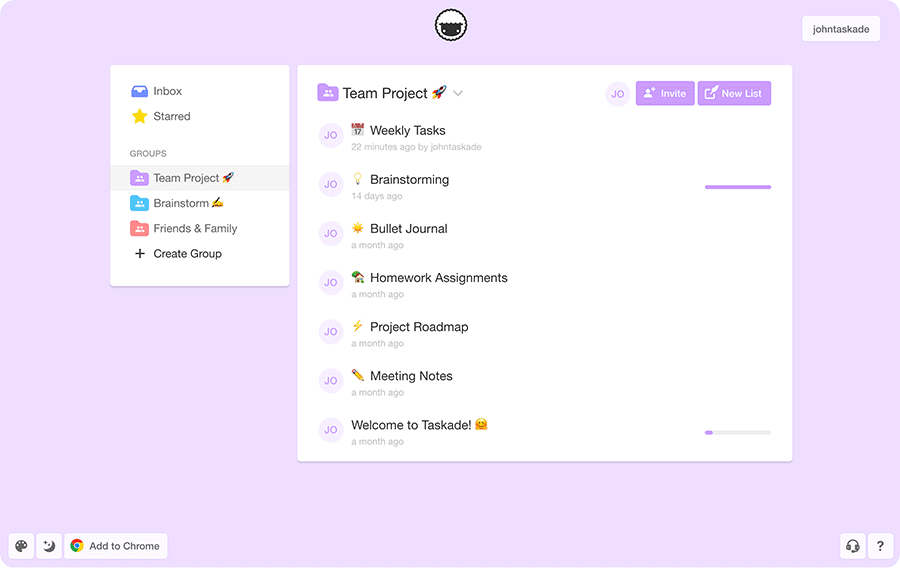 johntaskade
Inbox
Starred
GROUPS
Team Project 🚀
Brainstorm ✍️
Friends & Family
+ Create Group
Team Project 🚀
JO
Invite
New List
JO
📅 Weekly Tasks
22 minutes ago by johntaskade
JO
💡 Brainstorming
14 days ago
JO
☀️ Bullet Journal
a month ago
JO
🏡 Homework Assignments
a month ago
JO
⚡ Project Roadmap
a month ago
JO
✏️ Meeting Notes
a month ago
JO
Welcome to Taskade! 🤗
a month ago
Add to Chrome
?